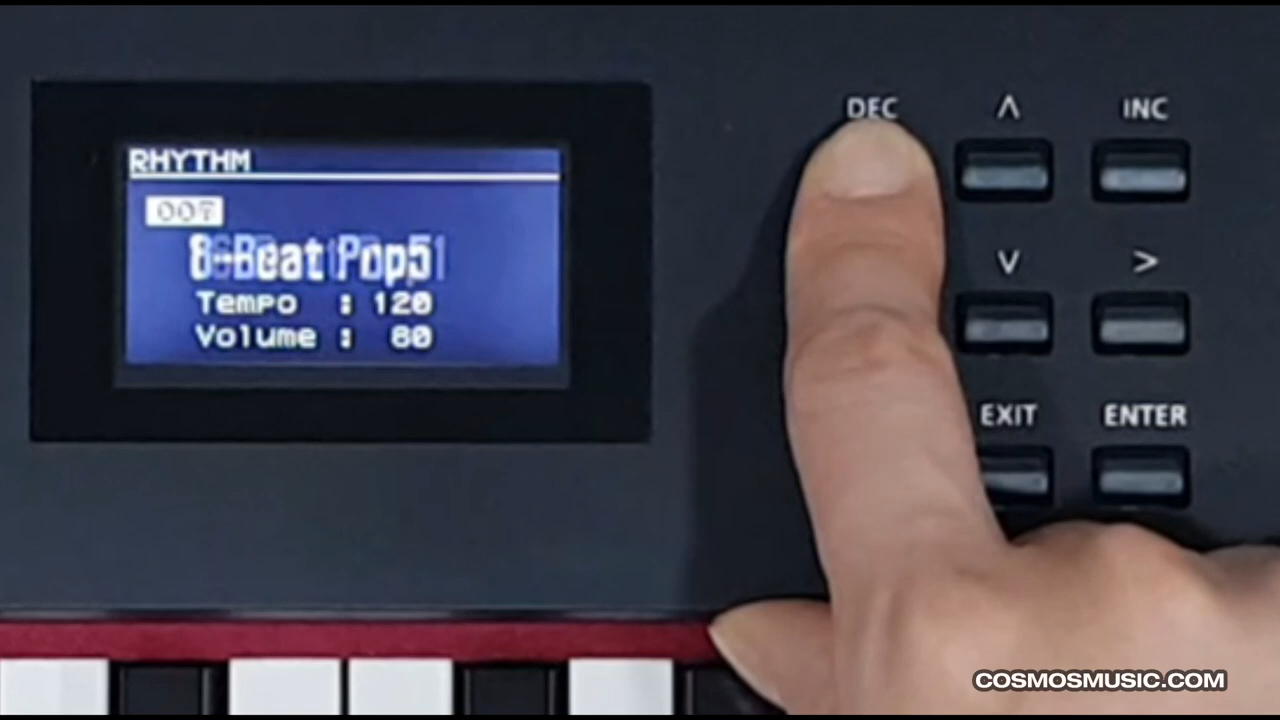 RHYTHM
007
8-Beat Pop5
Tempo : 120
Volume : 80
DEC
Λ
INC
V
>
EXIT
ENTER
COSMOSMUSIC.COM